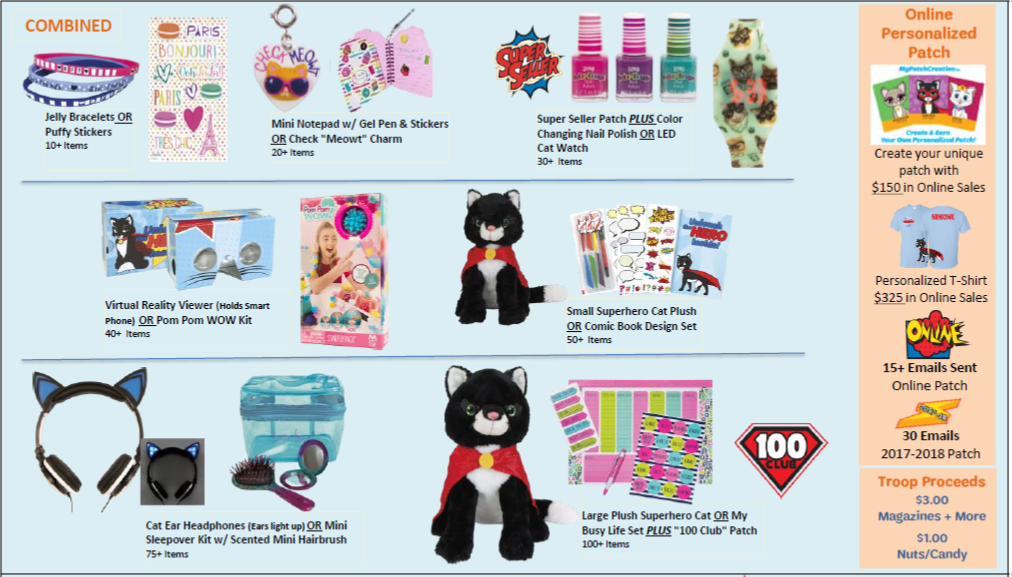 COMBINED
PARIS
BONJOUR!
PARIS
TRÈS CHIC
Jelly Bracelets OR
Puffy Stickers
10+ Items
CHECK MEOWT
Mini Notepad w/ Gel Pen & Stickers
OR Check "Meowt" Charm
20+ Items
SUPER
SELLER
Super Seller Patch PLUS Color
Changing Nail Polish OR LED
Cat Watch
30+ Items
Virtual Reality Viewer (Holds Smart
Phone) OR Pom Pom WOW Kit
40+ Items
Pom Pom
WOW!
Small Superhero Cat Plush
OR Comic Book Design Set
50+ Items
Unleash
the HERO
Inside!
Cat Ear Headphones (Ears light up) OR Mini
Sleepover Kit w/ Scented Mini Hairbrush
75+ Items
Large Plush Superhero Cat OR My
Busy Life Set PLUS "100 Club" Patch
100+ Items
100
CLUB
Online
Personalized
Patch
Create & Earn
Your Own Personalized Patch!
Create your unique
patch with
$150 in Online Sales
SIMONE
Personalized T-Shirt
$325 in Online Sales
ONLINE
15+ Emails Sent
Online Patch
30 Emails
2017-2018 Patch
Troop Proceeds
$3.00
Magazines + More
$1.00
Nuts/Candy